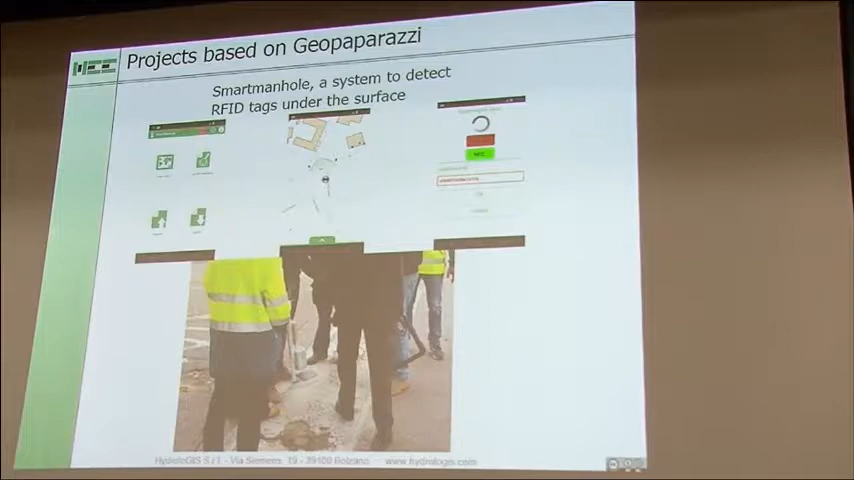 Projects based on Geopaparazzi
Smartmanhole, a system to detect
RFID tags under the surface
HydroloGIS S.r.l. - Via Siemens, 19 - 39100 Bolzano www.hydrologis.com